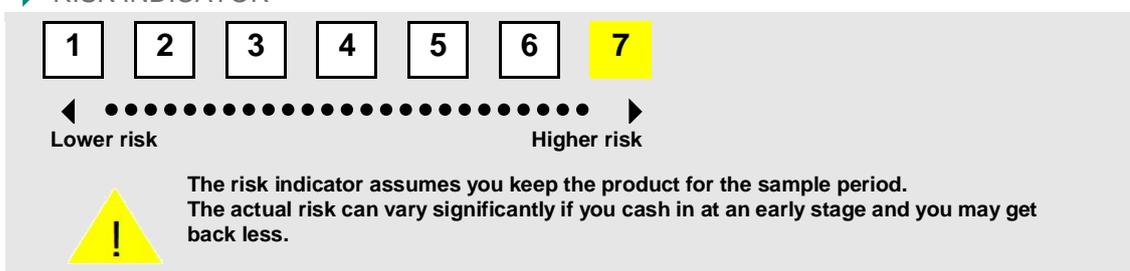 RISK INDICATOR
1 2 3 4 5 6 7
Lower risk Higher risk
The risk indicator assumes you keep the product for the sample period.
The actual risk can vary significantly if you cash in at an early stage and you may get
back less.
!